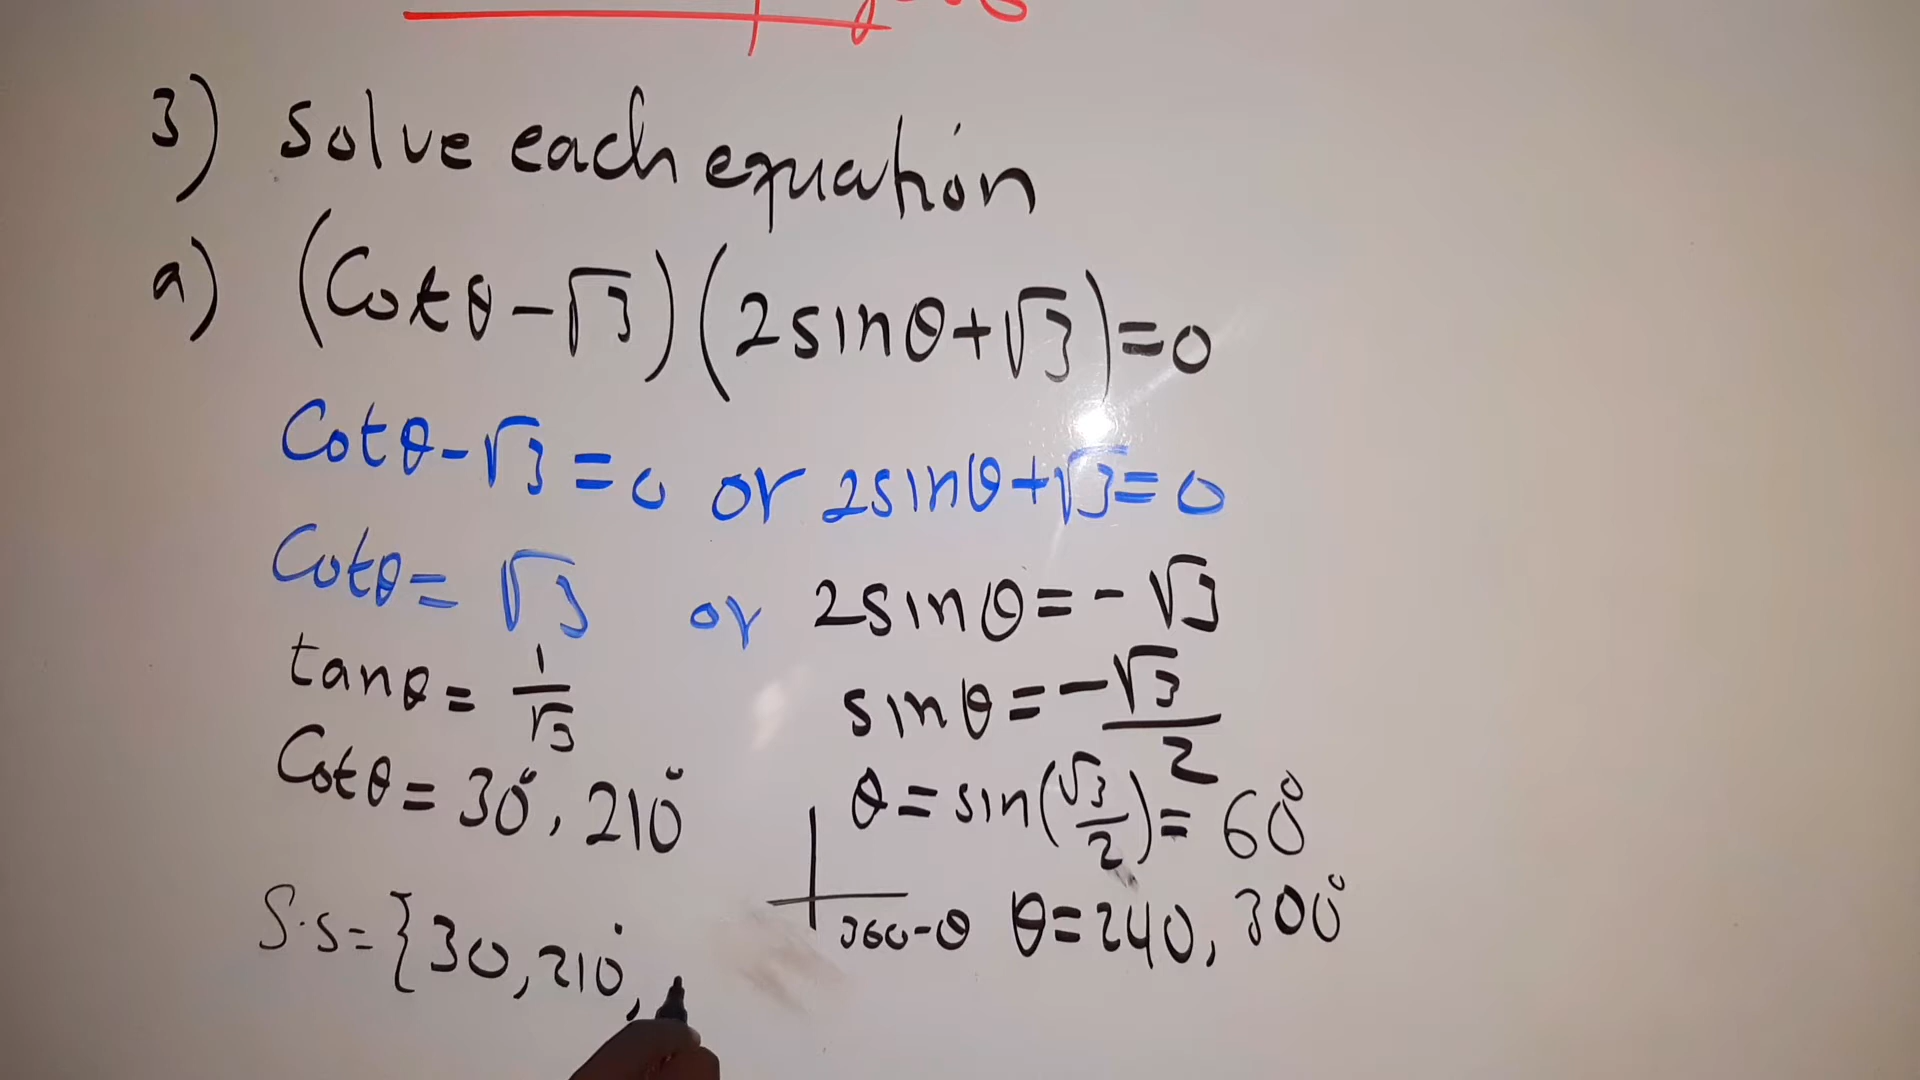 3) solve each equation
a) (Cotθ-√3)(2sinθ+√3)=0
Cotθ-√3=0 or 2sinθ+√3=0
Cotθ=√3 or 2sinθ=-√3
tanθ=1/√3 sinθ=-√3/2
Cotθ=30°,210° θ=sin(√3/2)=60°
360-θ θ=240,300°
S.S={30,210°,